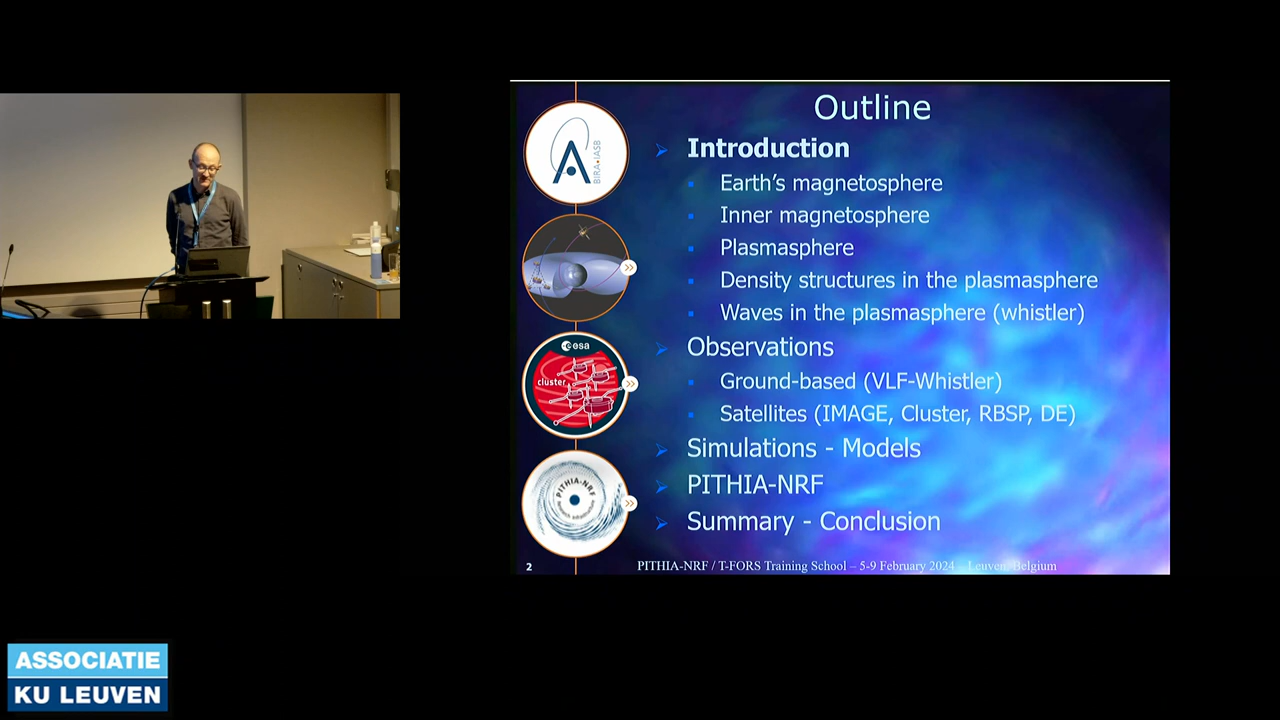 Outline
Introduction
Earth's magnetosphere
Inner magnetosphere
Plasmasphere
Density structures in the plasmasphere
Waves in the plasmasphere (whistler)
Observations
Ground-based (VLF-Whistler)
Satellites (IMAGE, Cluster, RBSP, DE)
Simulations - Models
PITHIA-NRF
Summary - Conclusion
BIRA•IASB
esa
cluster
PITHIA-NRF
2
PITHIA-NRF / T-FORS Training School – 5-9 February 2024 – Leuven, Belgium
ASSOCIATIE
KU LEUVEN